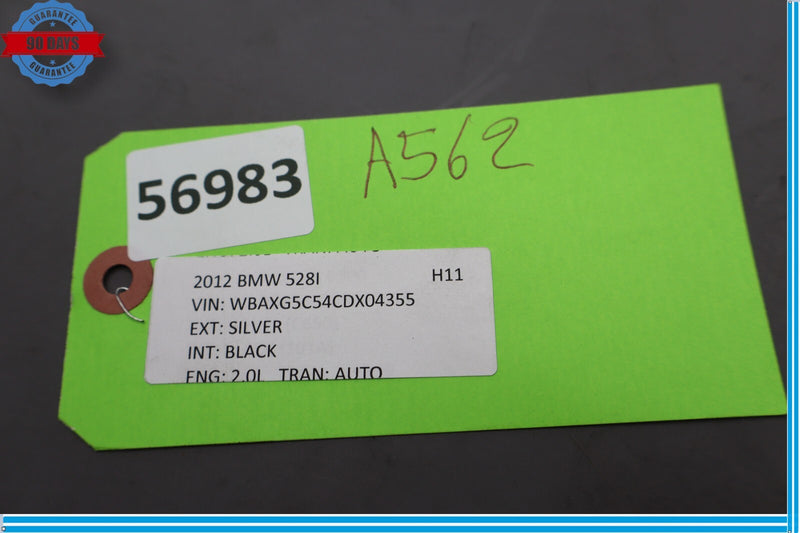 GUARANTEE
90 DAYS
GUARANTEE
A562
56983
2012 BMW 528I H11
VIN: WBAXG5C54CDX04355
EXT: SILVER
INT: BLACK
ENG: 2.0L TRAN: AUTO